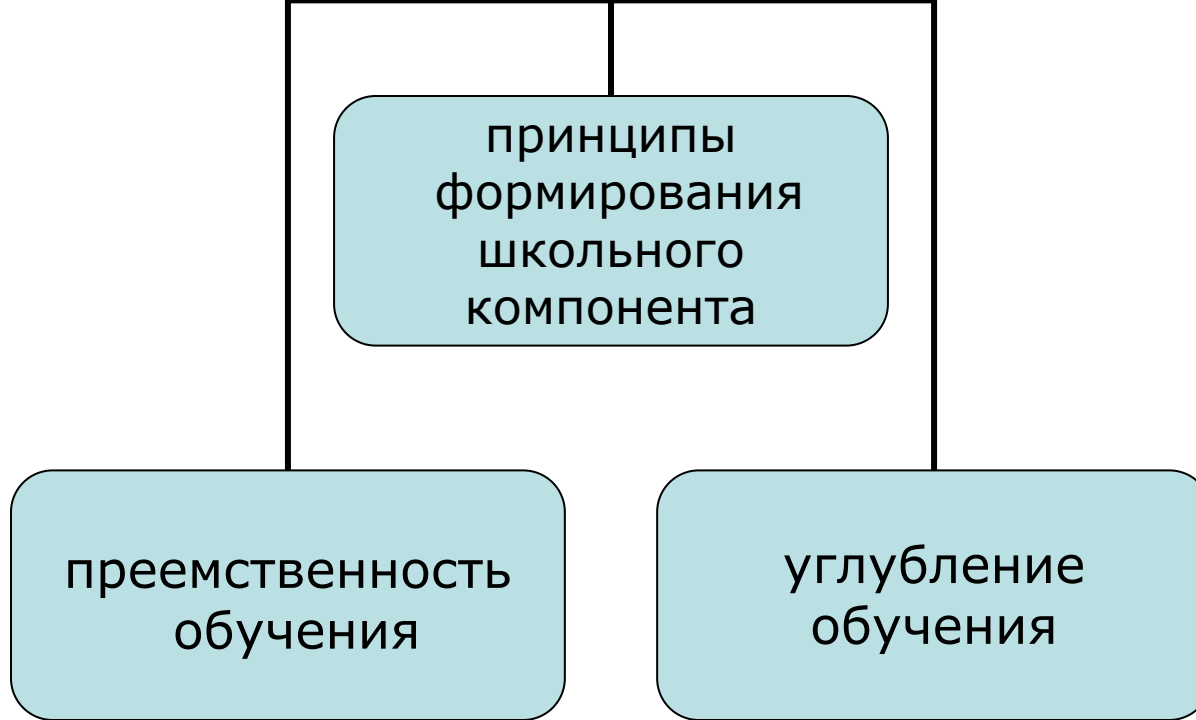 принципы
формирования
школьного
компонента
преемственность
обучения
углубление
обучения